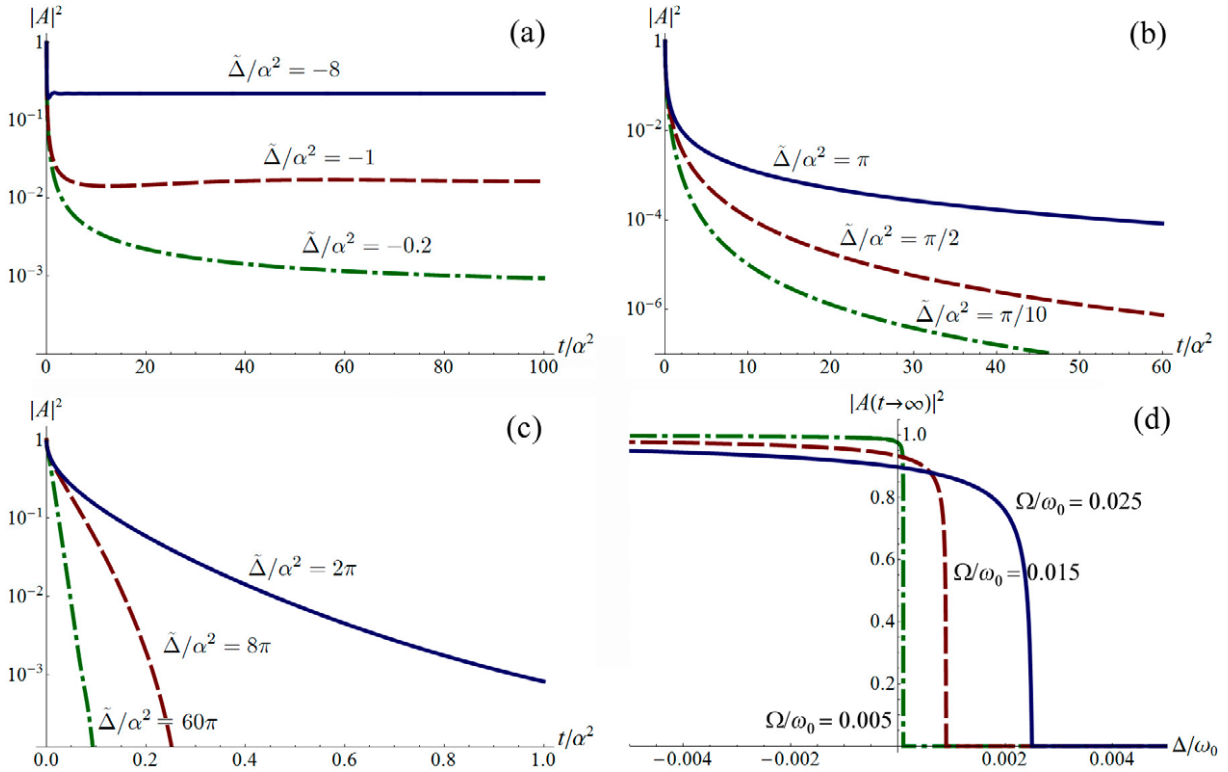 |A|²
(a)
1
Δ̃/α² = −8
10⁻¹
Δ̃/α² = −1
10⁻²
Δ̃/α² = −0.2
10⁻³
t/α²
0 20 40 60 80 100
|A|²
(b)
1
10⁻²
Δ̃/α² = π
10⁻⁴
Δ̃/α² = π/2
10⁻⁶
Δ̃/α² = π/10
t/α²
0 10 20 30 40 50 60
|A|²
(c)
1
10⁻¹
Δ̃/α² = 2π
10⁻²
Δ̃/α² = 8π
10⁻³
Δ̃/α² = 60π
t/α²
0.0 0.2 0.4 0.6 0.8 1.0
|A(t→∞)|²
(d)
1.0
0.8
Ω/ω₀ = 0.025
0.6
Ω/ω₀ = 0.015
0.4
0.2
Ω/ω₀ = 0.005
Δ/ω₀
−0.004 −0.002 0.002 0.004